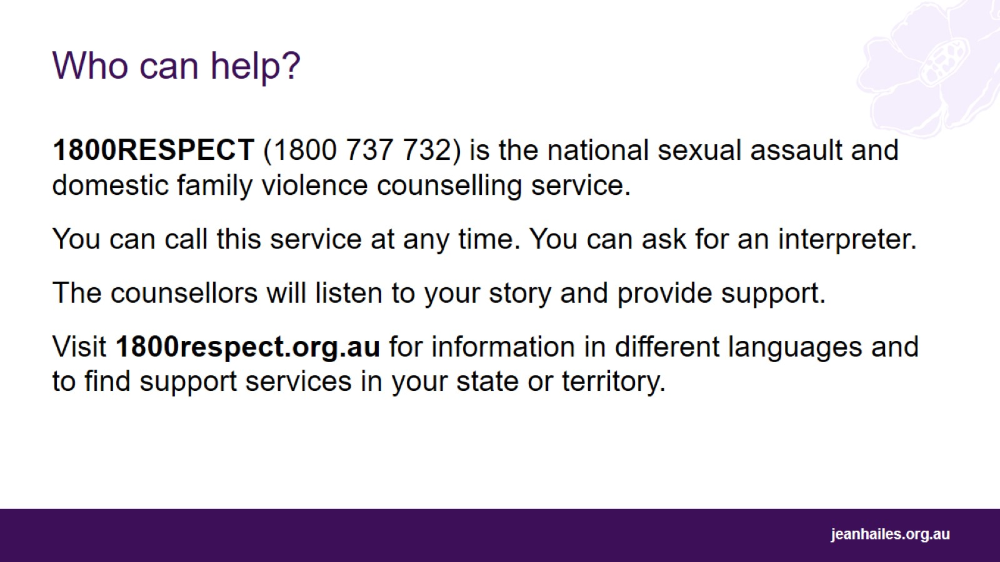 Who can help?
1800RESPECT (1800 737 732) is the national sexual assault and
domestic family violence counselling service.
You can call this service at any time. You can ask for an interpreter.
The counsellors will listen to your story and provide support.
Visit 1800respect.org.au for information in different languages and
to find support services in your state or territory.
jeanhailes.org.au